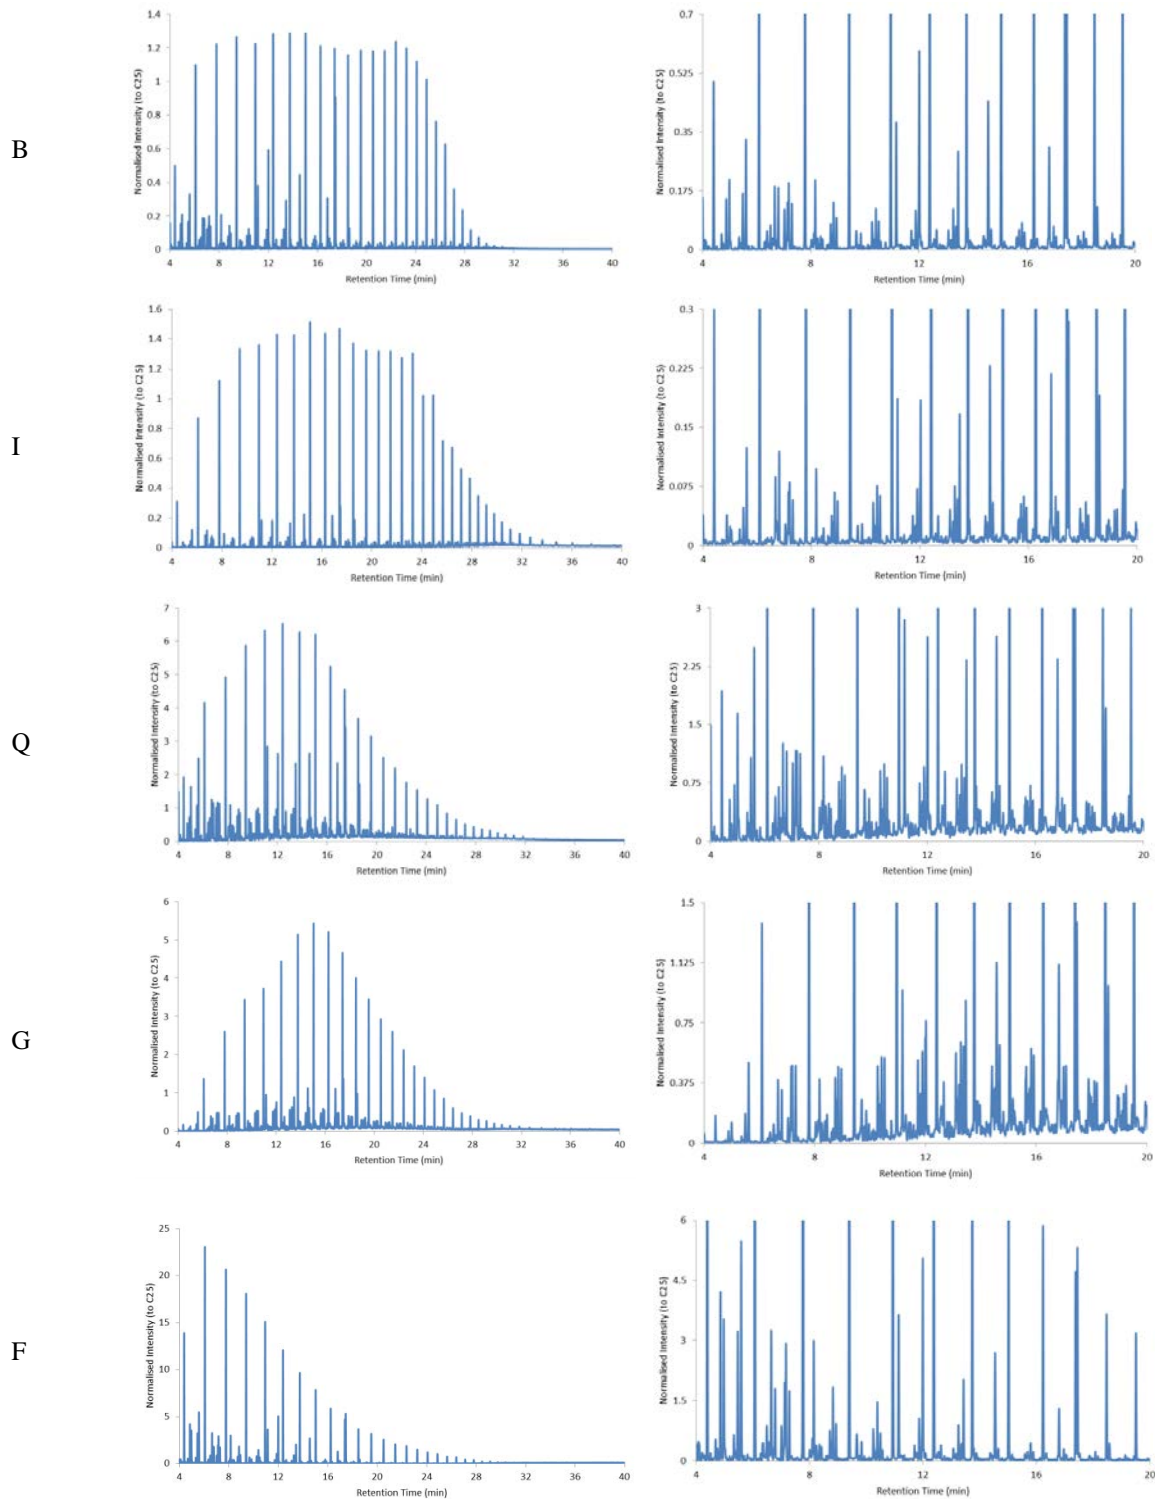 B
Normalised Intensity (to C25)
1.4
1.2
1
0.8
0.6
0.4
0.2
0
4 8 12 16 20 24 28 32 36 40
Retention Time (min)
Normalised Intensity (to C25)
0.7
0.525
0.35
0.175
0
4 8 12 16 20
Retention Time (min)
I
Normalised Intensity (to C25)
1.6
1.4
1.2
1
0.8
0.6
0.4
0.2
0
4 8 12 16 20 24 28 32 36 40
Retention Time (min)
Normalised Intensity (to C25)
0.3
0.225
0.15
0.075
0
4 8 12 16 20
Retention Time (min)
Q
Normalised Intensity (to C25)
7
6
5
4
3
2
1
0
4 8 12 16 20 24 28 32 36 40
Retention Time (min)
Normalised Intensity (to C25)
3
2.25
1.5
0.75
0
4 8 12 16 20
Retention Time (min)
G
Normalised Intensity (to C25)
6
5
4
3
2
1
0
4 8 12 16 20 24 28 32 36 40
Retention Time (min)
Normalised Intensity (to C25)
1.5
1.125
0.75
0.375
0
4 8 12 16 20
Retention Time (min)
F
Normalised Intensity (to C25)
25
20
15
10
5
0
4 8 12 16 20 24 28 32 36 40
Retention Time (min)
Normalised Intensity (to C25)
6
4.5
3
1.5
0
4 8 12 16 20
Retention Time (min)